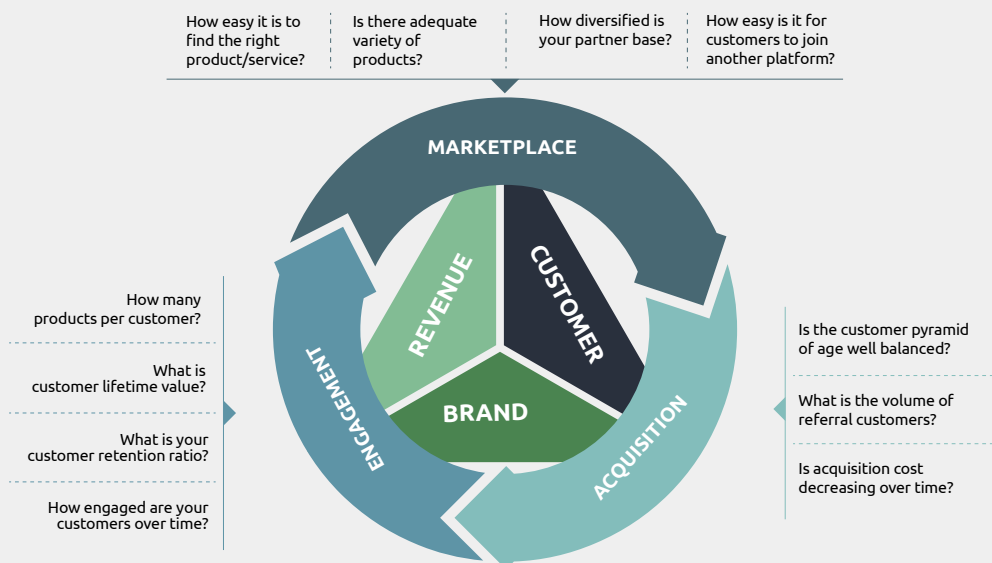 How easy it is to
find the right
product/service?
Is there adequate
variety of
products?
How diversified is
your partner base?
How easy is it for
customers to join
another platform?
MARKETPLACE
REVENUE
CUSTOMER
BRAND
ENGAGEMENT
ACQUISITION
How many
products per customer?
What is
customer lifetime value?
What is your
customer retention ratio?
How engaged are your
customers over time?
Is the customer pyramid
of age well balanced?
What is the volume of
referral customers?
Is acquisition cost
decreasing over time?